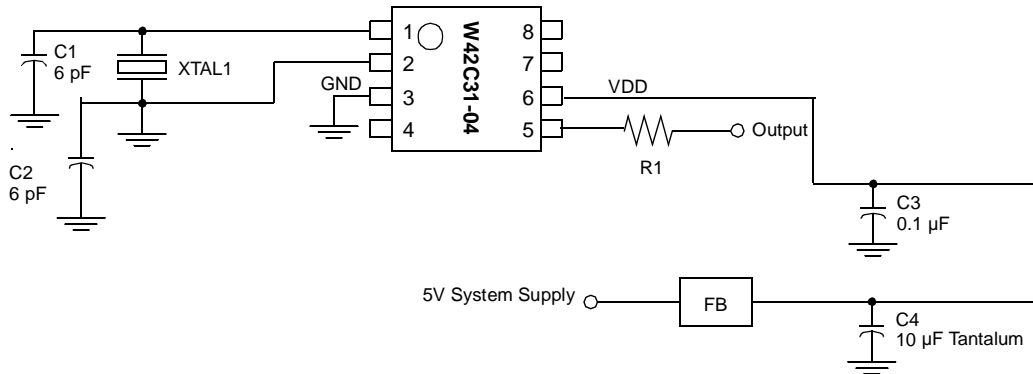 C1
6 pF
XTAL1
C2
6 pF
GND
1
2
3
4
W42C31-04
8
7
6
5
VDD
R1
Output
C3
0.1 µF
5V System Supply
FB
C4
10 µF Tantalum